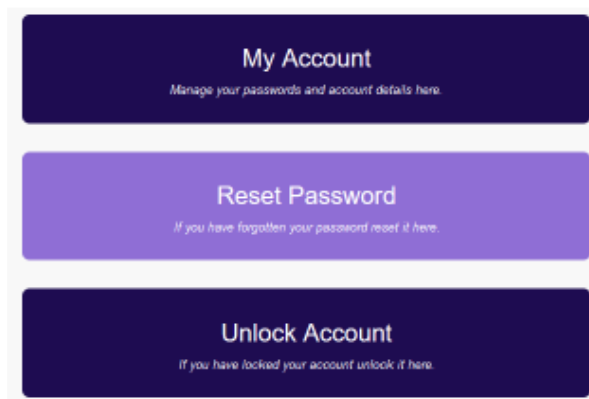 My Account
Manage your passwords and account details here.
Reset Password
If you have forgotten your password reset it here.
Unlock Account
If you have locked your account unlock it here.